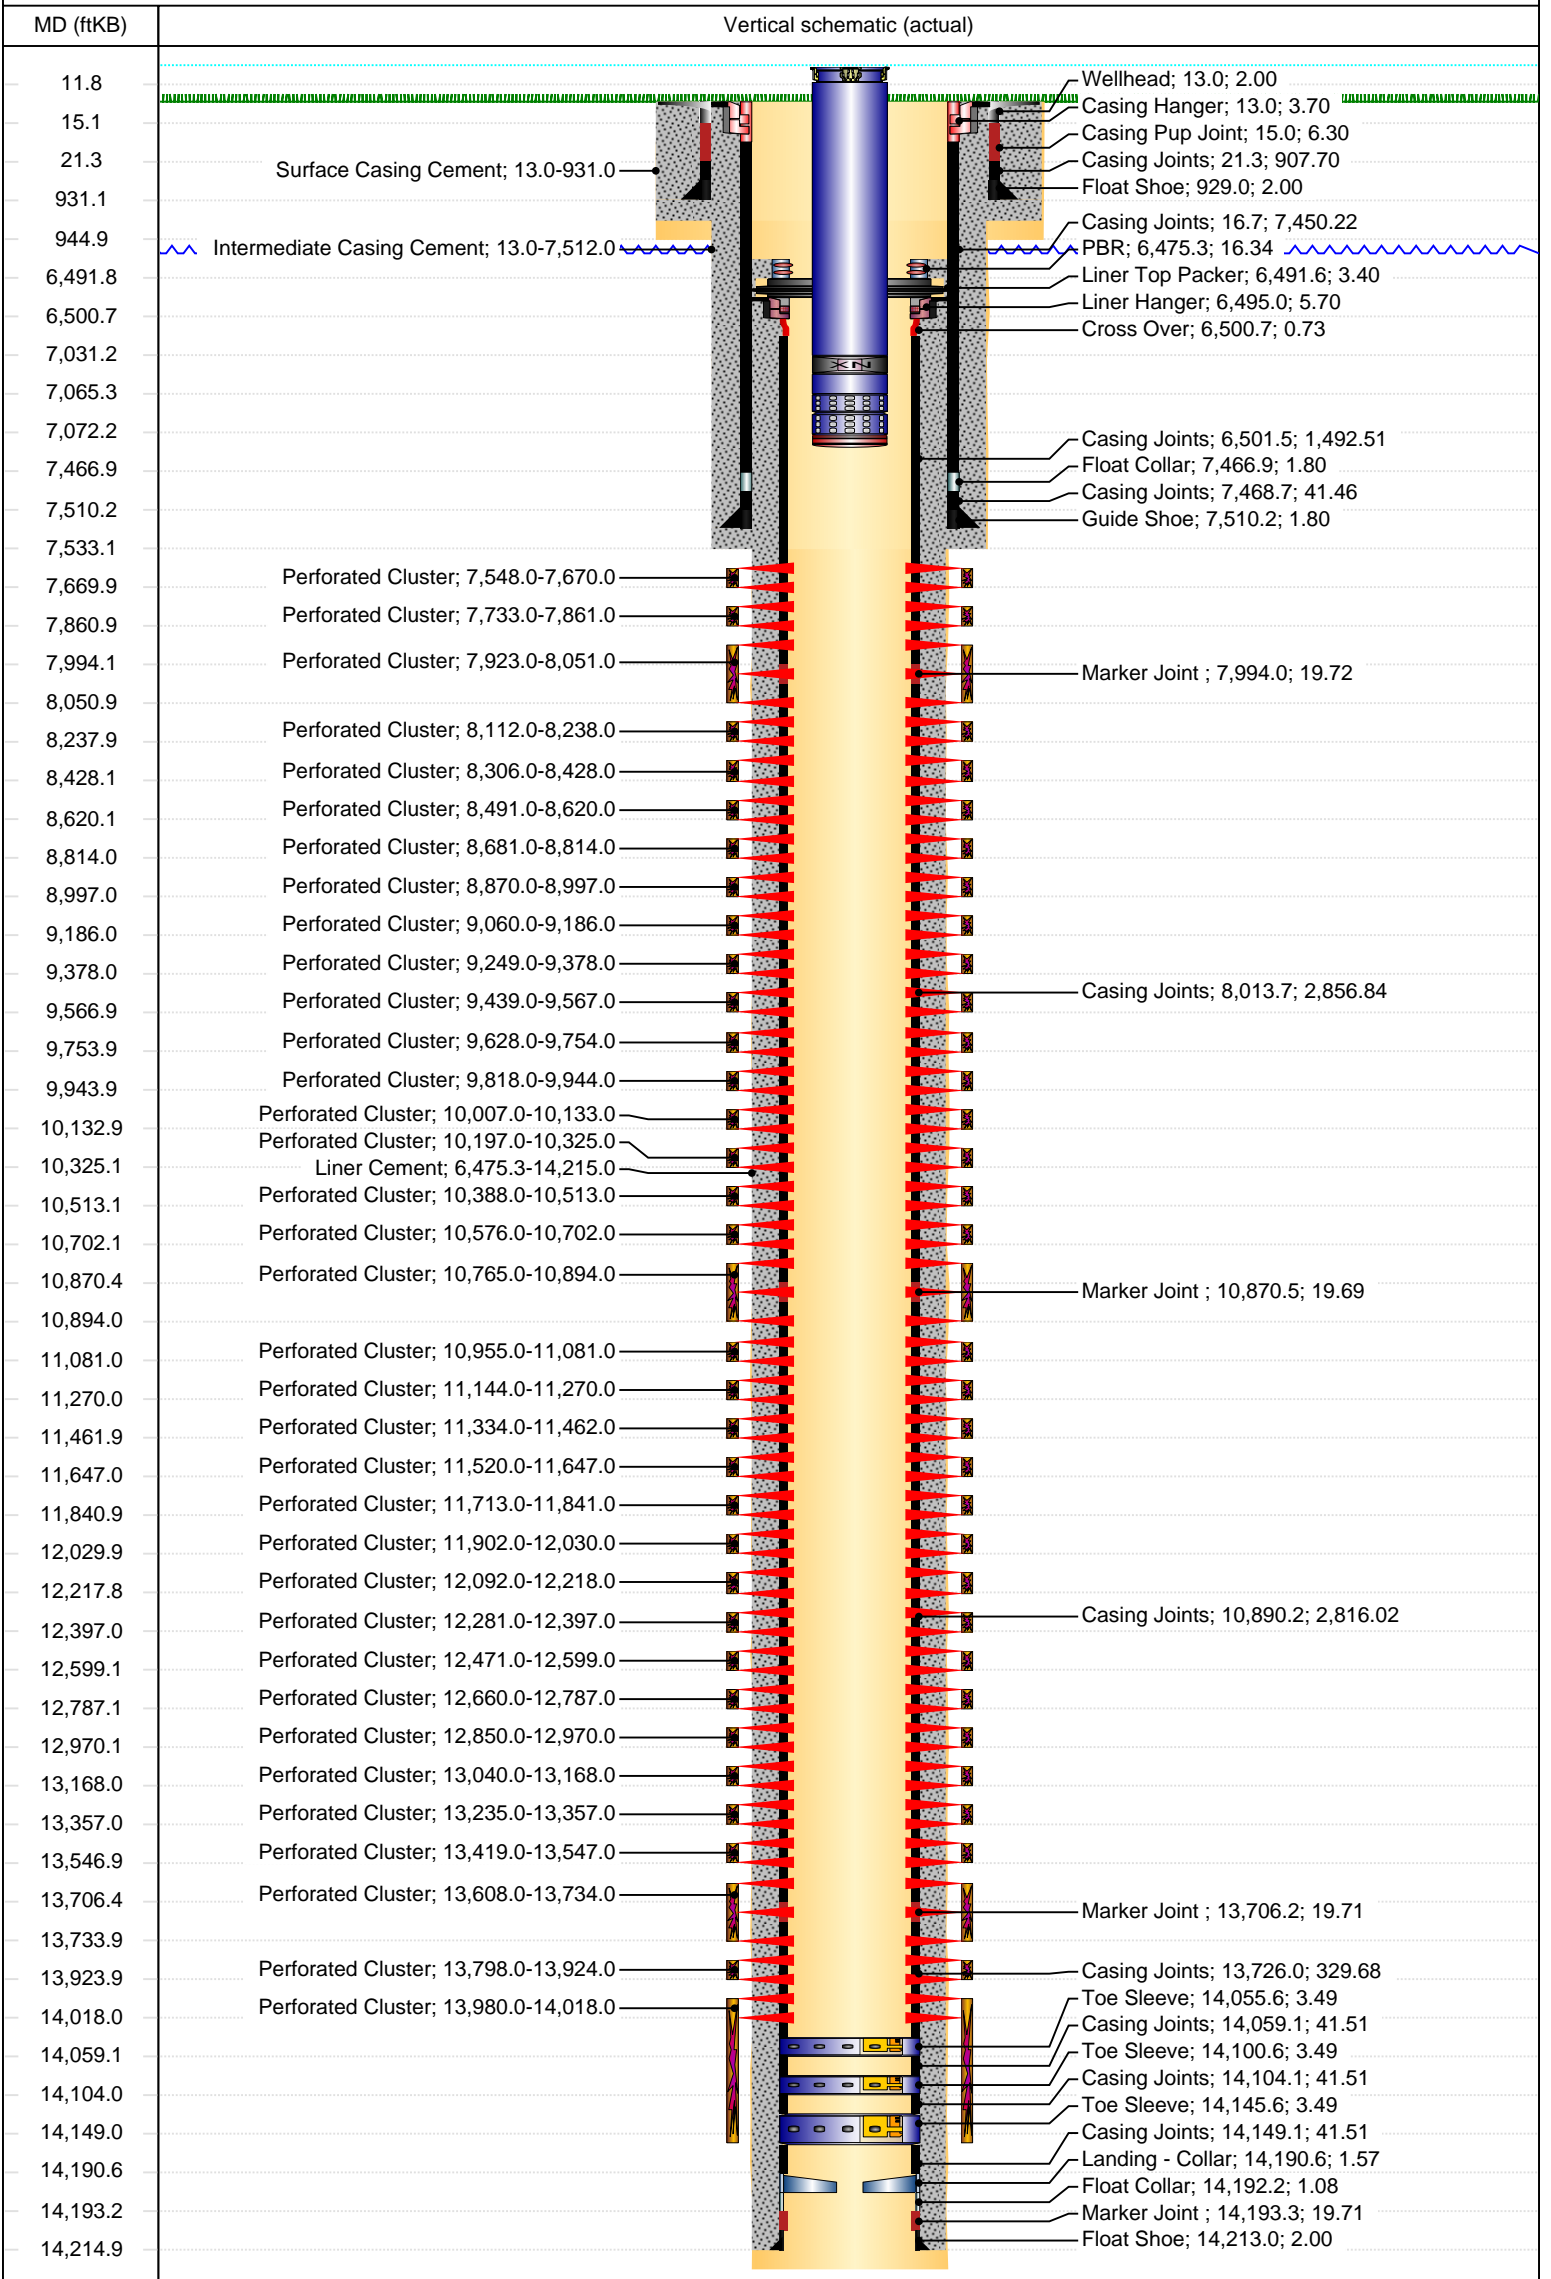 MD (ftKB)
Vertical schematic (actual)
11.8
15.1
21.3
931.1
944.9
6,491.8
6,500.7
7,031.2
7,065.3
7,072.2
7,466.9
7,510.2
7,533.1
7,669.9
7,860.9
7,994.1
8,050.9
8,237.9
8,428.1
8,620.1
8,814.0
8,997.0
9,186.0
9,378.0
9,566.9
9,753.9
9,943.9
10,132.9
10,325.1
10,513.1
10,702.1
10,870.4
10,894.0
11,081.0
11,270.0
11,461.9
11,647.0
11,840.9
12,029.9
12,217.8
12,397.0
12,599.1
12,787.1
12,970.1
13,168.0
13,357.0
13,546.9
13,706.4
13,733.9
13,923.9
14,018.0
14,059.1
14,104.0
14,149.0
14,190.6
14,193.2
14,214.9
Surface Casing Cement; 13.0-931.0
Intermediate Casing Cement; 13.0-7,512.0
Perforated Cluster; 7,548.0-7,670.0
Perforated Cluster; 7,733.0-7,861.0
Perforated Cluster; 7,923.0-8,051.0
Perforated Cluster; 8,112.0-8,238.0
Perforated Cluster; 8,306.0-8,428.0
Perforated Cluster; 8,491.0-8,620.0
Perforated Cluster; 8,681.0-8,814.0
Perforated Cluster; 8,870.0-8,997.0
Perforated Cluster; 9,060.0-9,186.0
Perforated Cluster; 9,249.0-9,378.0
Perforated Cluster; 9,439.0-9,567.0
Perforated Cluster; 9,628.0-9,754.0
Perforated Cluster; 9,818.0-9,944.0
Perforated Cluster; 10,007.0-10,133.0
Perforated Cluster; 10,197.0-10,325.0
Liner Cement; 6,475.3-14,215.0
Perforated Cluster; 10,388.0-10,513.0
Perforated Cluster; 10,576.0-10,702.0
Perforated Cluster; 10,765.0-10,894.0
Perforated Cluster; 10,955.0-11,081.0
Perforated Cluster; 11,144.0-11,270.0
Perforated Cluster; 11,334.0-11,462.0
Perforated Cluster; 11,520.0-11,647.0
Perforated Cluster; 11,713.0-11,841.0
Perforated Cluster; 11,902.0-12,030.0
Perforated Cluster; 12,092.0-12,218.0
Perforated Cluster; 12,281.0-12,397.0
Perforated Cluster; 12,471.0-12,599.0
Perforated Cluster; 12,660.0-12,787.0
Perforated Cluster; 12,850.0-12,970.0
Perforated Cluster; 13,040.0-13,168.0
Perforated Cluster; 13,235.0-13,357.0
Perforated Cluster; 13,419.0-13,547.0
Perforated Cluster; 13,608.0-13,734.0
Perforated Cluster; 13,798.0-13,924.0
Perforated Cluster; 13,980.0-14,018.0
XN
Wellhead; 13.0; 2.00
Casing Hanger; 13.0; 3.70
Casing Pup Joint; 15.0; 6.30
Casing Joints; 21.3; 907.70
Float Shoe; 929.0; 2.00
Casing Joints; 16.7; 7,450.22
PBR; 6,475.3; 16.34
Liner Top Packer; 6,491.6; 3.40
Liner Hanger; 6,495.0; 5.70
Cross Over; 6,500.7; 0.73
Casing Joints; 6,501.5; 1,492.51
Float Collar; 7,466.9; 1.80
Casing Joints; 7,468.7; 41.46
Guide Shoe; 7,510.2; 1.80
Marker Joint ; 7,994.0; 19.72
Casing Joints; 8,013.7; 2,856.84
Marker Joint ; 10,870.5; 19.69
Casing Joints; 10,890.2; 2,816.02
Marker Joint ; 13,706.2; 19.71
Casing Joints; 13,726.0; 329.68
Toe Sleeve; 14,055.6; 3.49
Casing Joints; 14,059.1; 41.51
Toe Sleeve; 14,100.6; 3.49
Casing Joints; 14,104.1; 41.51
Toe Sleeve; 14,145.6; 3.49
Casing Joints; 14,149.1; 41.51
Landing - Collar; 14,190.6; 1.57
Float Collar; 14,192.2; 1.08
Marker Joint ; 14,193.3; 19.71
Float Shoe; 14,213.0; 2.00